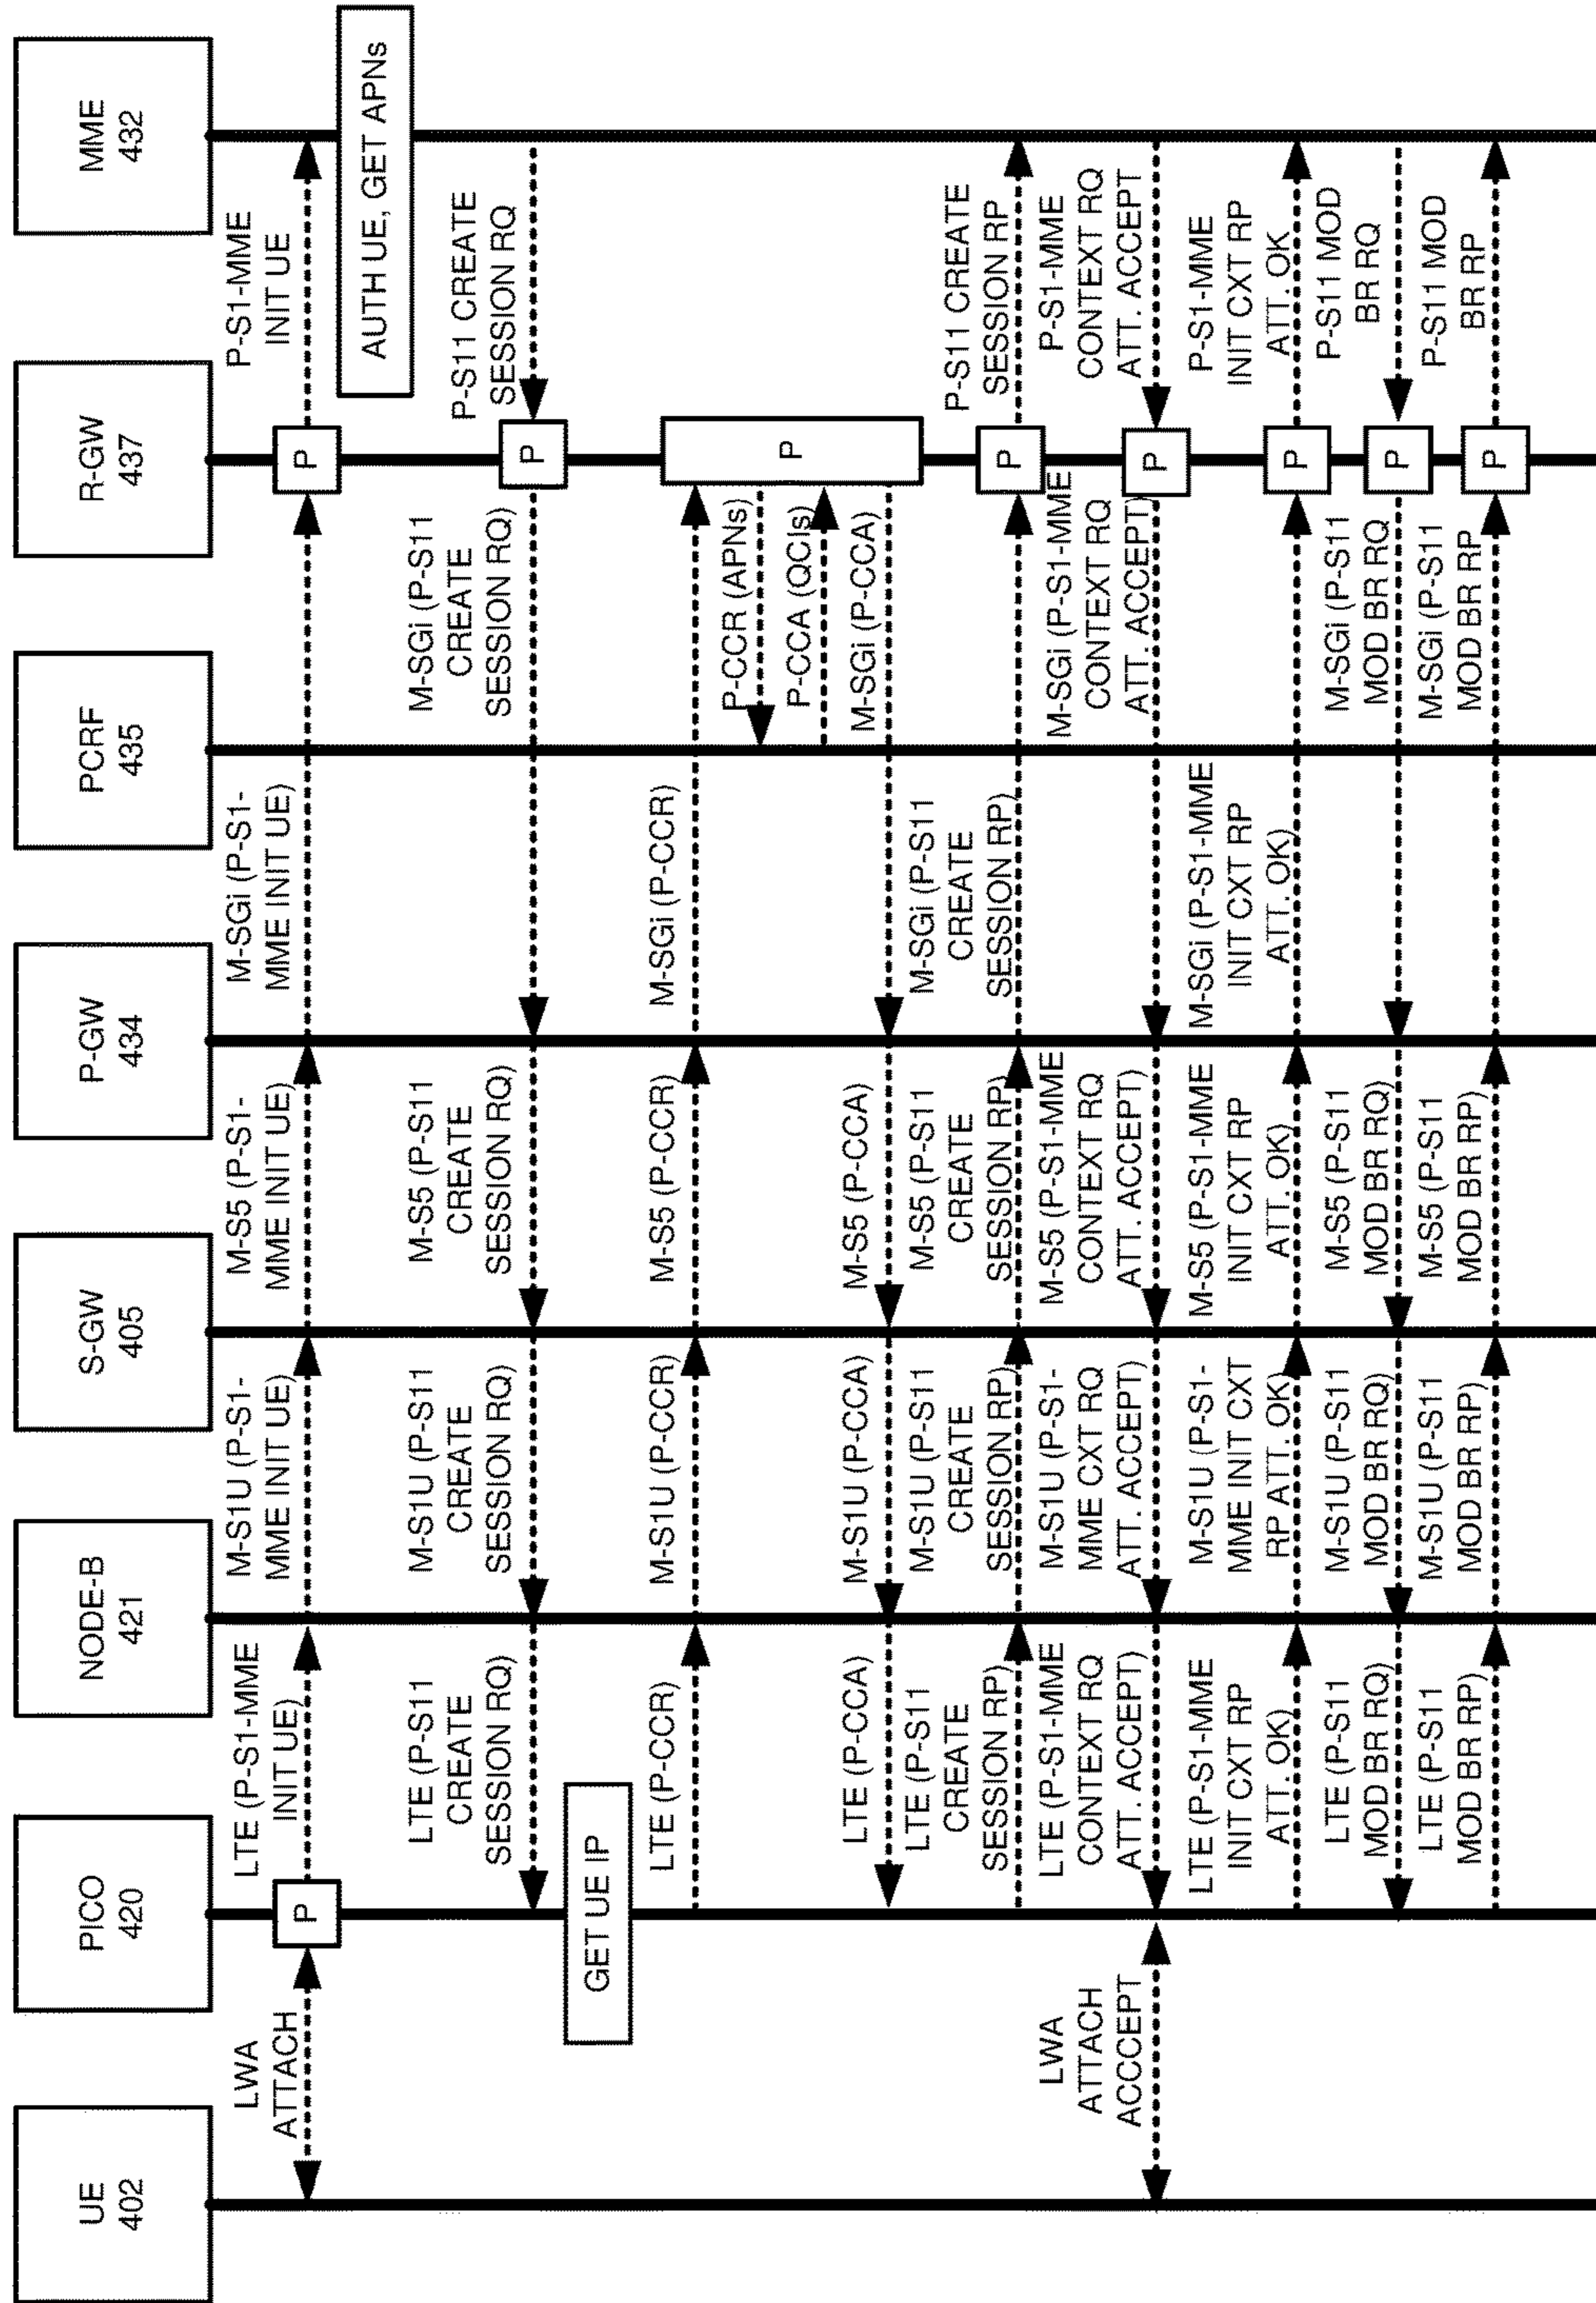 UE
402
PICO
420
NODE-B
421
S-GW
405
P-GW
434
PCRF
435
R-GW
437
MME
432
LWA
ATTACH
P
LTE (P-S1-MME
INIT UE)
M-S1U (P-S1-
MME INIT UE)
M-S5 (P-S1-
MME INIT UE)
M-SGi (P-S1-
MME INIT UE)
P
P-S1-MME
INIT UE
AUTH UE, GET APNs
LTE (P-S11
CREATE
SESSION RQ)
M-S1U (P-S11
CREATE
SESSION RQ)
M-S5 (P-S11
CREATE
SESSION RQ)
M-SGi (P-S11
CREATE
SESSION RQ)
P
P-S11 CREATE
SESSION RQ
GET UE IP
LTE (P-CCR)
M-S1U (P-CCR)
M-S5 (P-CCR)
M-SGi (P-CCR)
P-CCR (APNs)
P
P-CCA (QCIs)
LTE (P-CCA)
M-S1U (P-CCA)
M-S5 (P-CCA)
M-SGi (P-CCA)
LTE (P-S11
CREATE
SESSION RP)
M-S1U (P-S11
CREATE
SESSION RP)
M-S5 (P-S11
CREATE
SESSION RP)
M-SGi (P-S11
CREATE
SESSION RP)
P
P-S11 CREATE
SESSION RP
LWA
ATTACH
ACCCEPT
LTE (P-S1-MME
CONTEXT RQ
ATT. ACCEPT)
M-S1U (P-S1-
MME CXT RQ
ATT. ACCEPT)
M-S5 (P-S1-MME
CONTEXT RQ
ATT. ACCEPT)
M-SGi (P-S1-MME
CONTEXT RQ
ATT. ACCEPT)
P
P-S1-MME
CONTEXT RQ
ATT. ACCEPT
LTE (P-S1-MME
INIT CXT RP
ATT. OK)
M-S1U (P-S1-
MME INIT CXT
RP ATT. OK)
M-S5 (P-S1-MME
INIT CXT RP
ATT. OK)
M-SGi (P-S1-MME
INIT CXT RP
ATT. OK)
P
P-S1-MME
INIT CXT RP
ATT. OK
LTE (P-S11
MOD BR RQ)
M-S1U (P-S11
MOD BR RQ)
M-S5 (P-S11
MOD BR RQ)
M-SGi (P-S11
MOD BR RQ
P
P-S11 MOD
BR RQ
LTE (P-S11
MOD BR RP)
M-S1U (P-S11
MOD BR RP)
M-S5 (P-S11
MOD BR RP)
M-SGi (P-S11
MOD BR RP
P
P-S11 MOD
BR RP